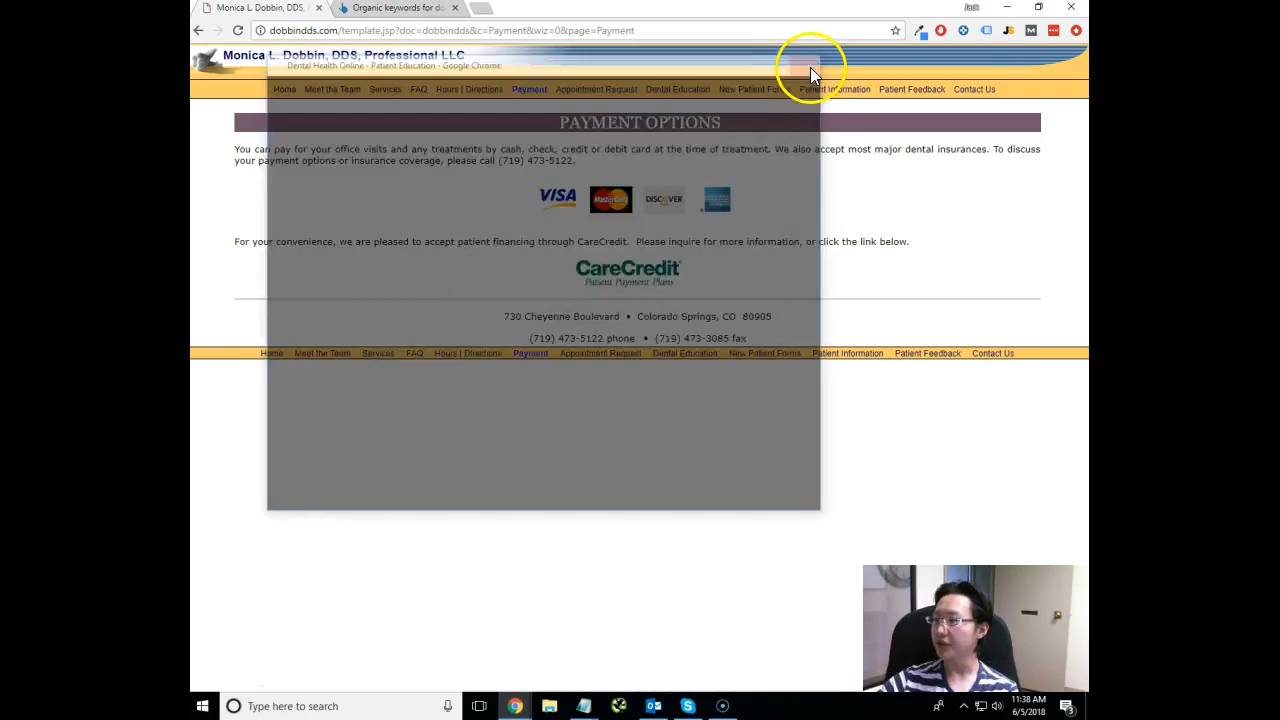 Monica L. Dobbin, DDS,
Organic keywords for do
Jack
dobbindds.com/template.jsp?doc=dobbindds&c=Payment&wiz=0&page=Payment
Monica L. Dobbin, DDS, Professional LLC
Dental Health Online - Patient Education - Google Chrome
Home Meet the Team Services FAQ Hours | Directions Payment Appointment Request Dental Education New Patient Forms Patient Information Patient Feedback Contact Us
PAYMENT OPTIONS
You can pay for your office visits and any treatments by cash, check, credit or debit card at the time of treatment. We also accept most major dental insurances. To discuss
your payment options or insurance coverage, please call (719) 473-5122.
VISA MasterCard DISCOVER
For your convenience, we are pleased to accept patient financing through CareCredit. Please inquire for more information, or click the link below.
CareCredit
Patient Payment Plans
730 Cheyenne Boulevard • Colorado Springs, CO 80905
(719) 473-5122 phone • (719) 473-3085 fax
Home Meet the Team Services FAQ Hours | Directions Payment Appointment Request Dental Education New Patient Forms Patient Information Patient Feedback Contact Us
Type here to search
11:38 AM
6/5/2018